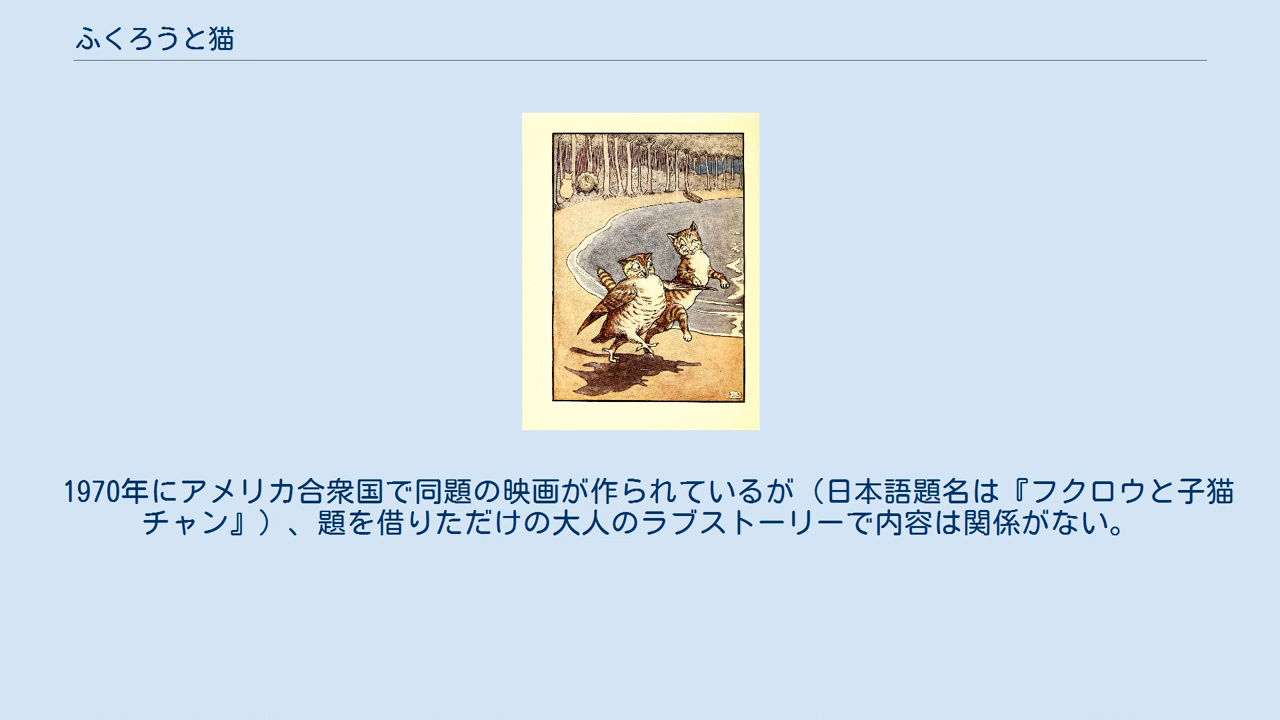 ふくろうと猫
1970年にアメリカ合衆国で同題の映画が作られているが（日本語題名は『フクロウと子猫
チャン』）、題を借りただけの大人のラブストーリーで内容は関係がない。